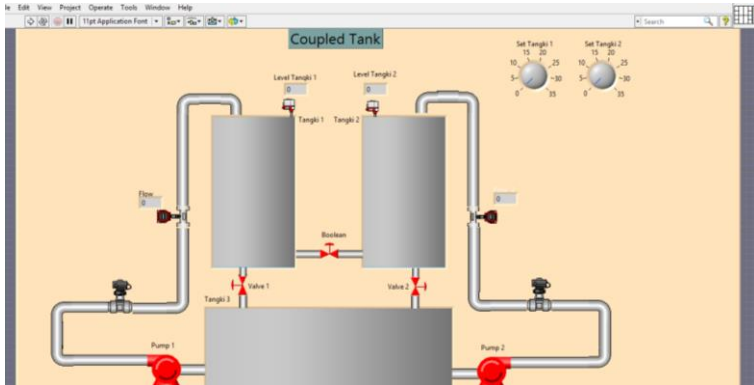 Edit View Project Operate Tools Window Help
11pt Application Font
Search
Coupled Tank
Set Tangki 1
Set Tangki 2
15 20
10 25
5 30
0 35
15 20
10 25
5 30
0 35
Level Tangki 1
0
Level Tangki 2
0
Tangki 1
Tangki 2
Flow
0
0
Boolean
Valve 1
Valve 2
Tangki 3
Pump 1
Pump 2